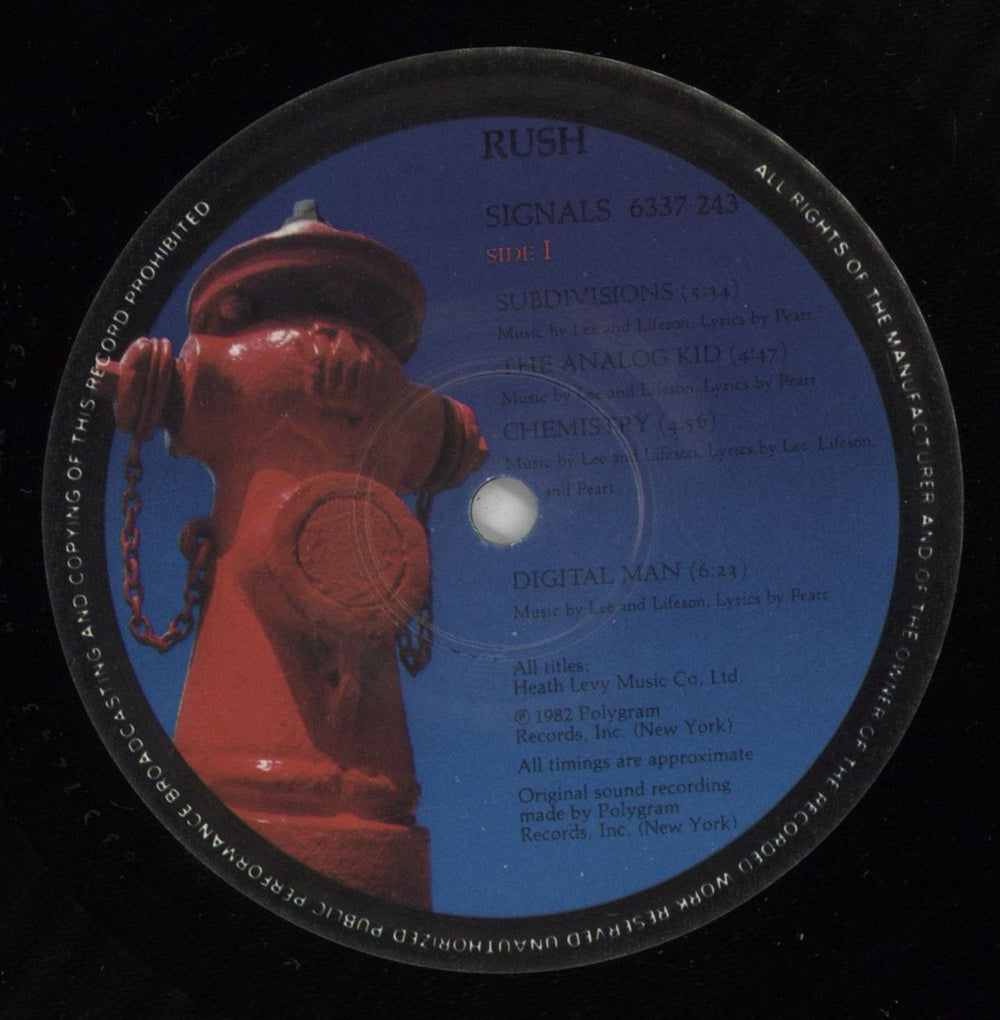 RUSH
SIGNALS 6337 243
SIDE I
SUBDIVISIONS (5:34)
Music by Lee and Lifeson, Lyrics by Peart
THE ANALOG KID (4:47)
Music by Lee and Lifeson, Lyrics by Peart
CHEMISTRY (4:56)
Music by Lee and Lifeson, Lyrics by Lee, Lifeson,
and Peart
DIGITAL MAN (6:23)
Music by Lee and Lifeson, Lyrics by Peart
All titles:
Heath Levy Music Co. Ltd.
℗ 1982 Polygram
Records, Inc. (New York)
All timings are approximate
Original sound recording
made by Polygram
Records, Inc. (New York)
ALL RIGHTS OF THE MANUFACTURER AND OF THE OWNER OF THE RECORDED WORK RESERVED UNAUTHORIZED PUBLIC PERFORMANCE BROADCASTING AND COPYING OF THIS RECORD PROHIBITED